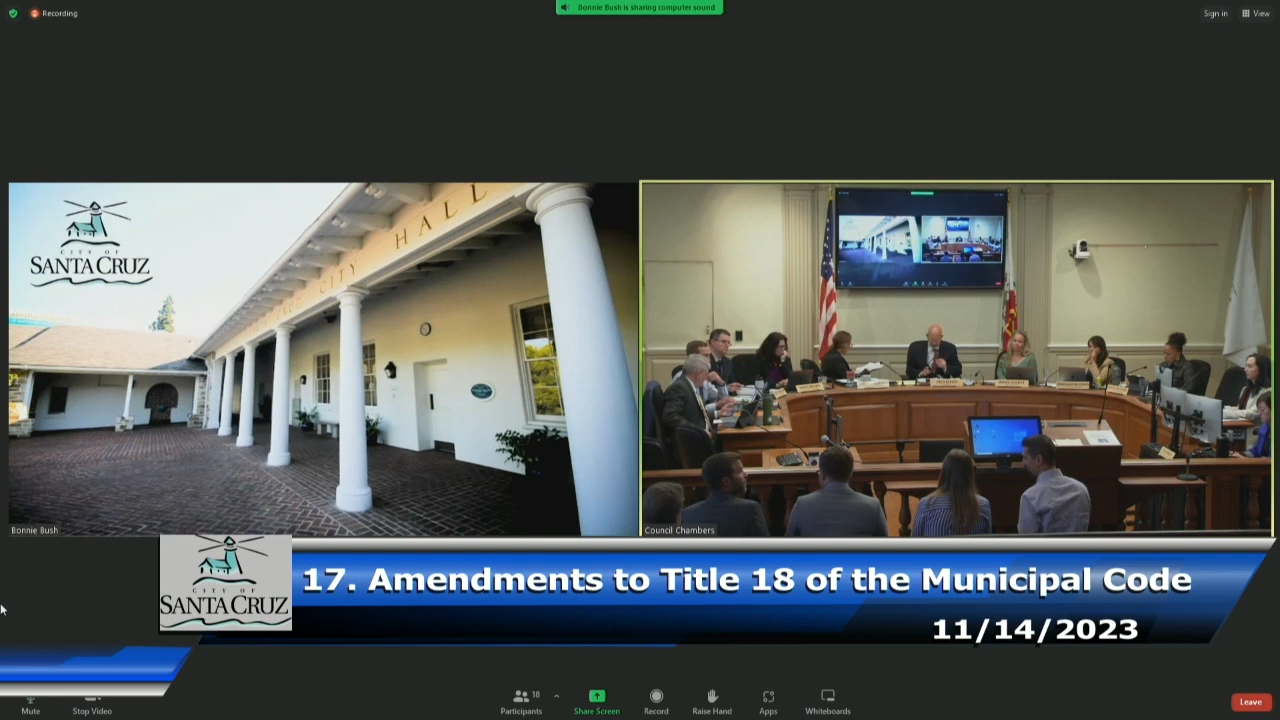 Recording
Bonnie Bush is sharing computer sound
Sign in
View
CITY OF
SANTA CRUZ
CITY HALL
Bonnie Bush
Council Chambers
CITY OF
SANTA CRUZ
17. Amendments to Title 18 of the Municipal Code
11/14/2023
Mute
Stop Video
Participants
18
Share Screen
Record
Raise Hand
Apps
Whiteboards
Leave